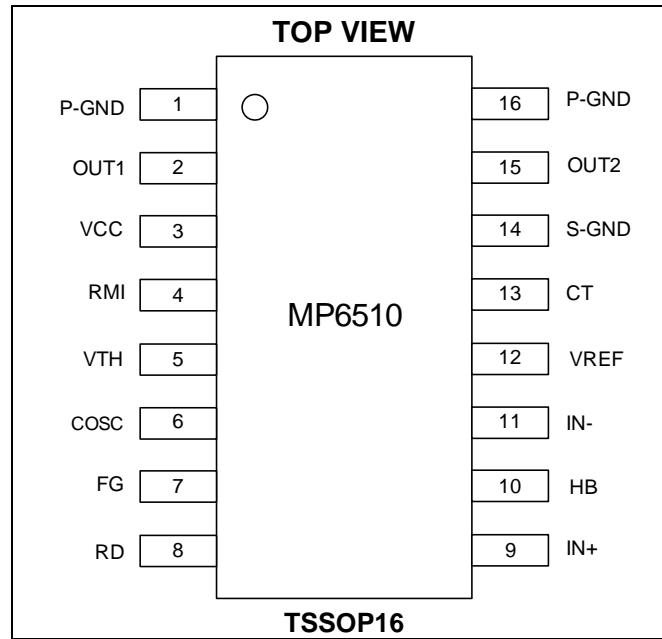 TOP VIEW
P-GND 1 16 P-GND
OUT1 2 15 OUT2
VCC 3 14 S-GND
RMI 4 13 CT
MP6510
VTH 5 12 VREF
COSC 6 11 IN-
FG 7 10 HB
RD 8 9 IN+
TSSOP16